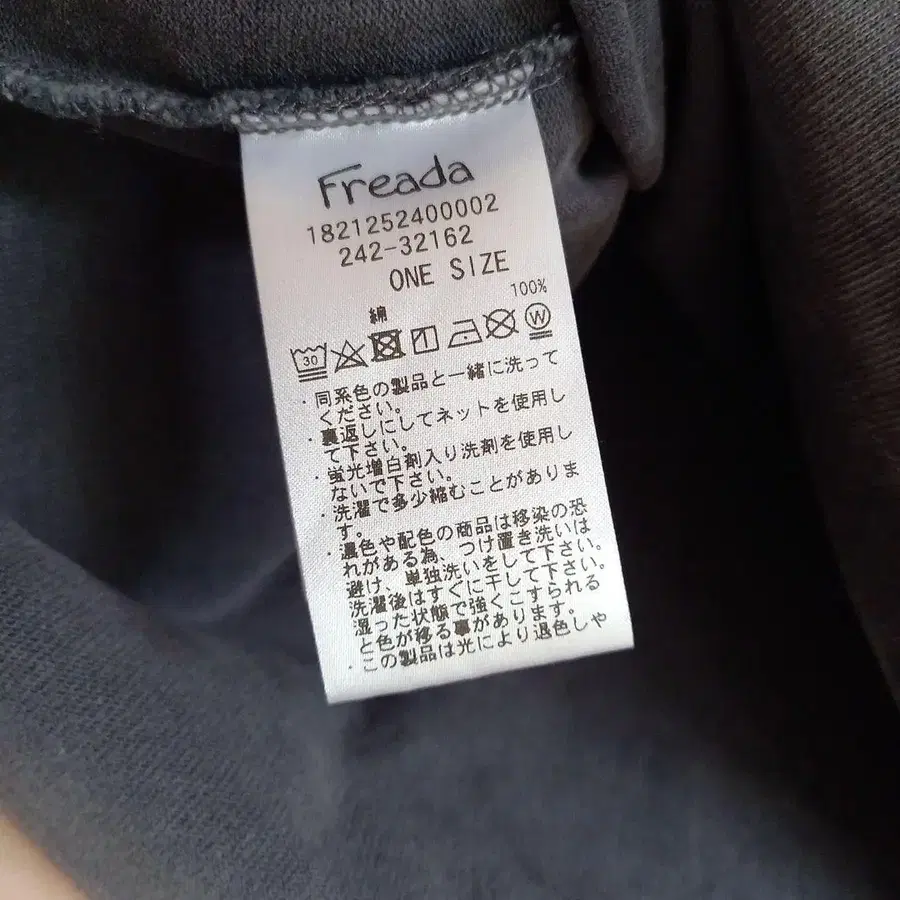 Freada
1821252400002
242-32162
ONE SIZE
綿 100%
30 W
・同系色の製品と一緒に洗って
ください。
・裏返しにしてネットを使用し
て下さい。
・蛍光増白剤入り洗剤を使用し
ないで下さい。
・洗濯で多少縮むことがありま
す。
・濃色や配色の商品は移染の恐
れがある為、つけ置き洗いは
避け、単独洗いをして下さい。
洗濯後はすぐに干して下さい。
湿った状態で強くこすられる
と色が移る事があります。
・この製品は光により退色しや